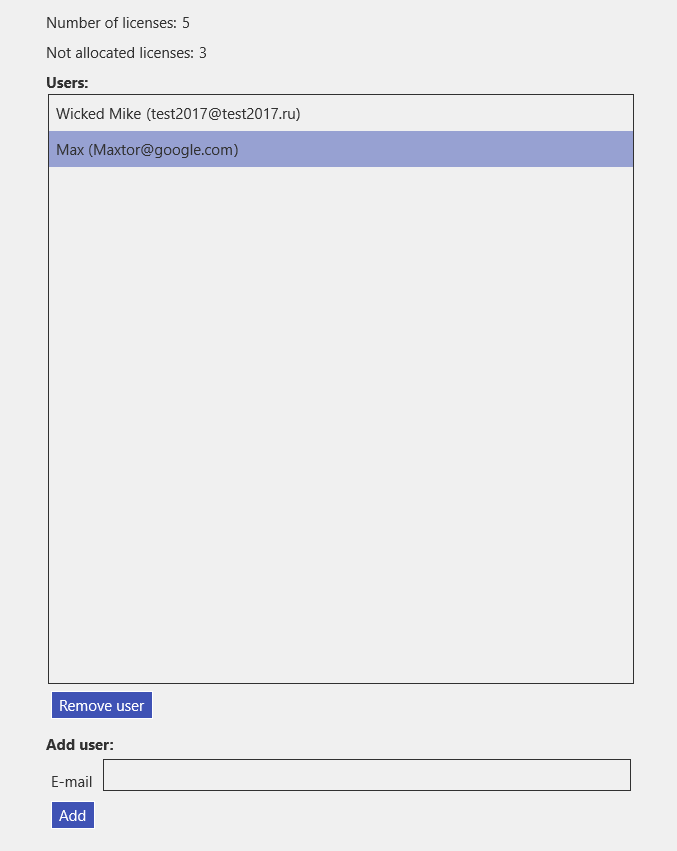 Number of licenses: 5
Not allocated licenses: 3
Users:
Wicked Mike (test2017@test2017.ru)
Max (Maxtor@google.com)
Remove user
Add user:
E-mail
Add